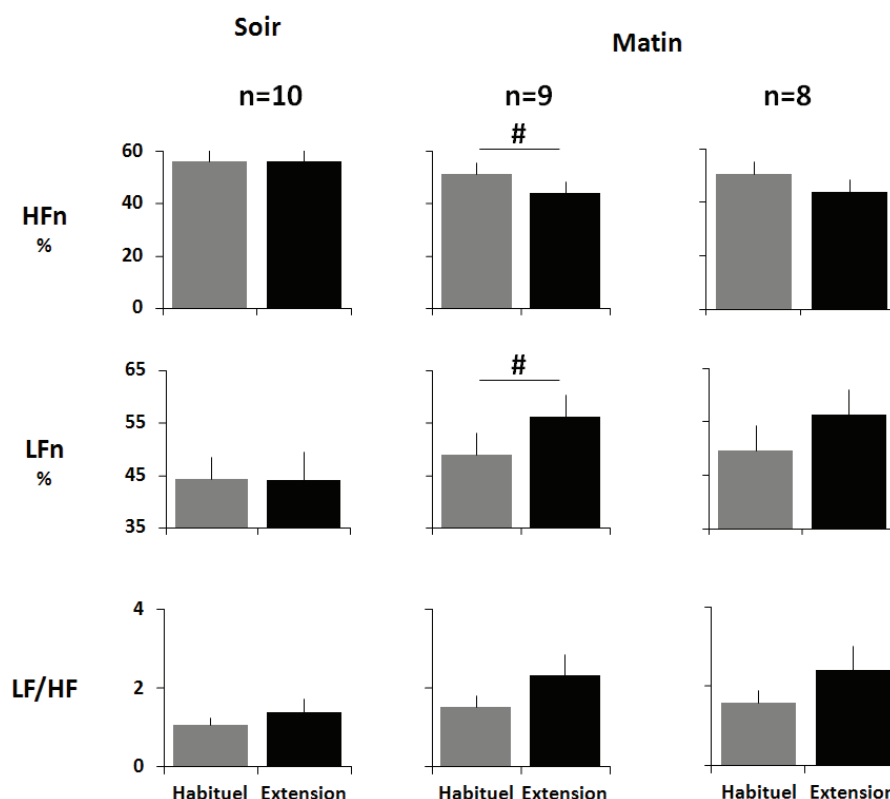 Soir
Matin
n=10 n=9 n=8
# 
HFn
%
60
40
20
0
#
LFn
%
65
55
45
35
LF/HF
4
2
0
Habituel Extension Habituel Extension Habituel Extension